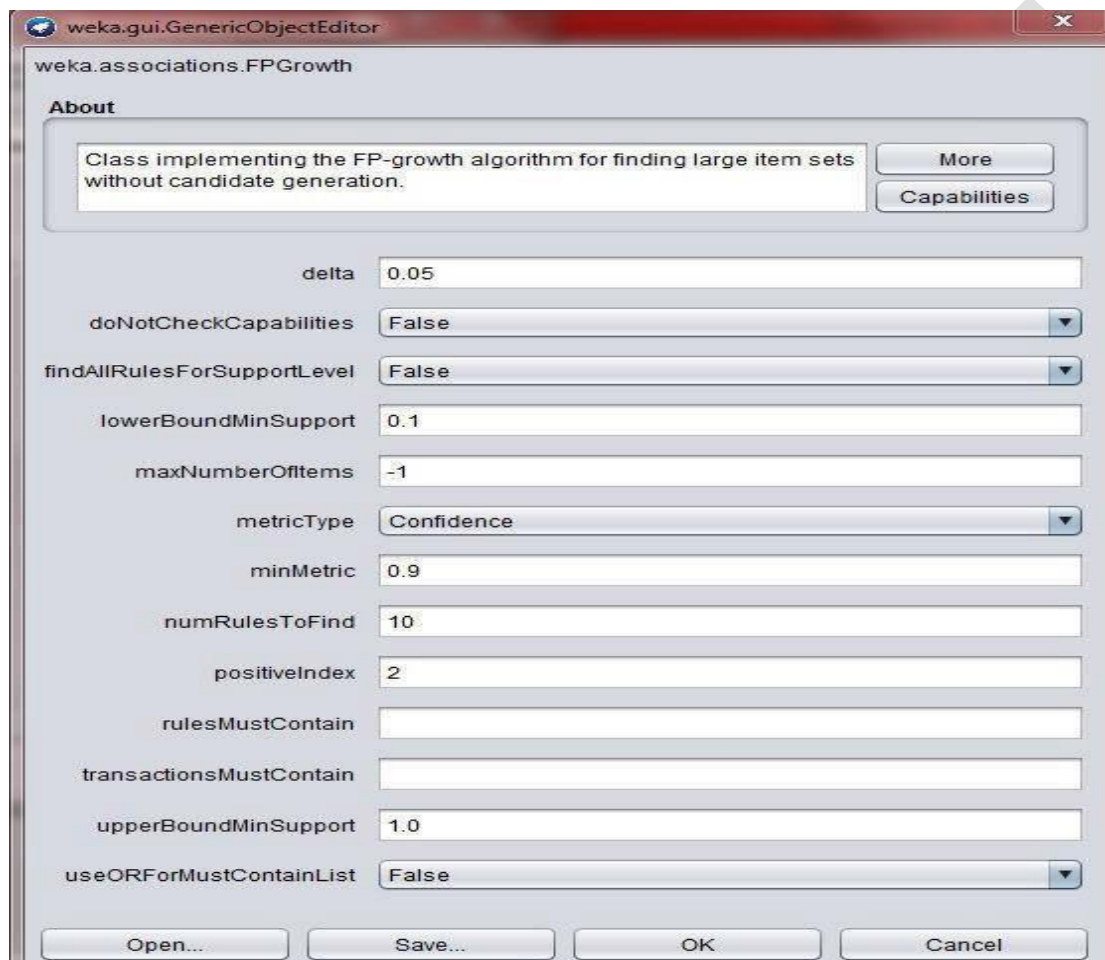 weka.gui.GenericObjectEditor
weka.associations.FPGrowth
About
Class implementing the FP-growth algorithm for finding large item sets
without candidate generation.
More
Capabilities
delta 0.05
doNotCheckCapabilities False
findAllRulesForSupportLevel False
lowerBoundMinSupport 0.1
maxNumberOfItems -1
metricType Confidence
minMetric 0.9
numRulesToFind 10
positiveIndex 2
rulesMustContain
transactionsMustContain
upperBoundMinSupport 1.0
useORForMustContainList False
Open... Save... OK Cancel